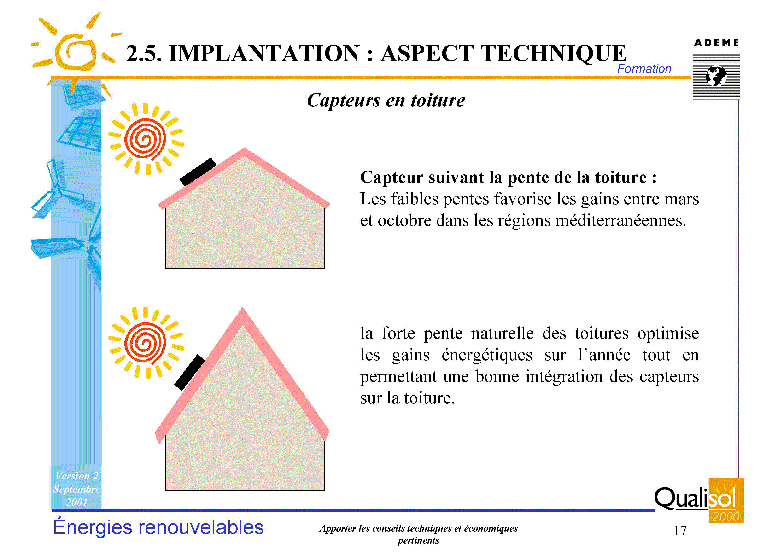 2.5. IMPLANTATION : ASPECT TECHNIQUE
Formation
ADEME
Capteurs en toiture
Capteur suivant la pente de la toiture :
Les faibles pentes favorise les gains entre mars
et octobre dans les régions méditerranéennes.
la forte pente naturelle des toitures optimise
les gains énergétiques sur l'année tout en
permettant une bonne intégration des capteurs
sur la toiture.
Version 2
Septembre
2001
Énergies renouvelables
Apporter les conseils techniques et économiques
pertinents
Qualisol
2000
17